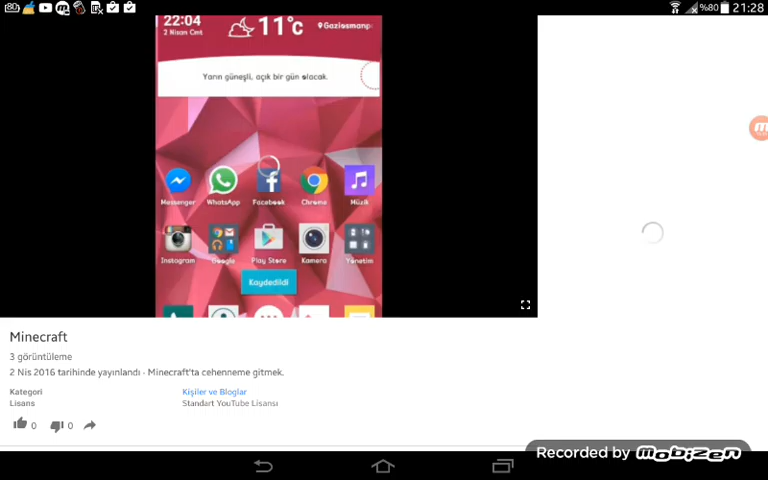 %80 21:28
22:04
2 Nisan Cmt
11°c
Gaziosmanp
Yarın güneşli, açık bir gün olacak.
Messenger WhatsApp Facebook Chrome Müzik
Instagram Google Play Store Kamera Yönetim
Kaydedildi
Minecraft
3 görüntüleme
2 Nis 2016 tarihinde yayınlandı · Minecraft'ta cehenneme gitmek.
Kategori Kişiler ve Bloglar
Lisans Standart YouTube Lisansı
0 0
Recorded by mobizen